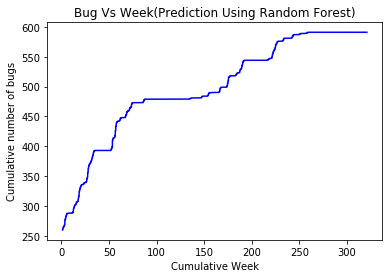 Bug Vs Week(Prediction Using Random Forest)
600
550
500
450
400
350
300
250
Cumulative number of bugs
0 50 100 150 200 250 300
Cumulative Week